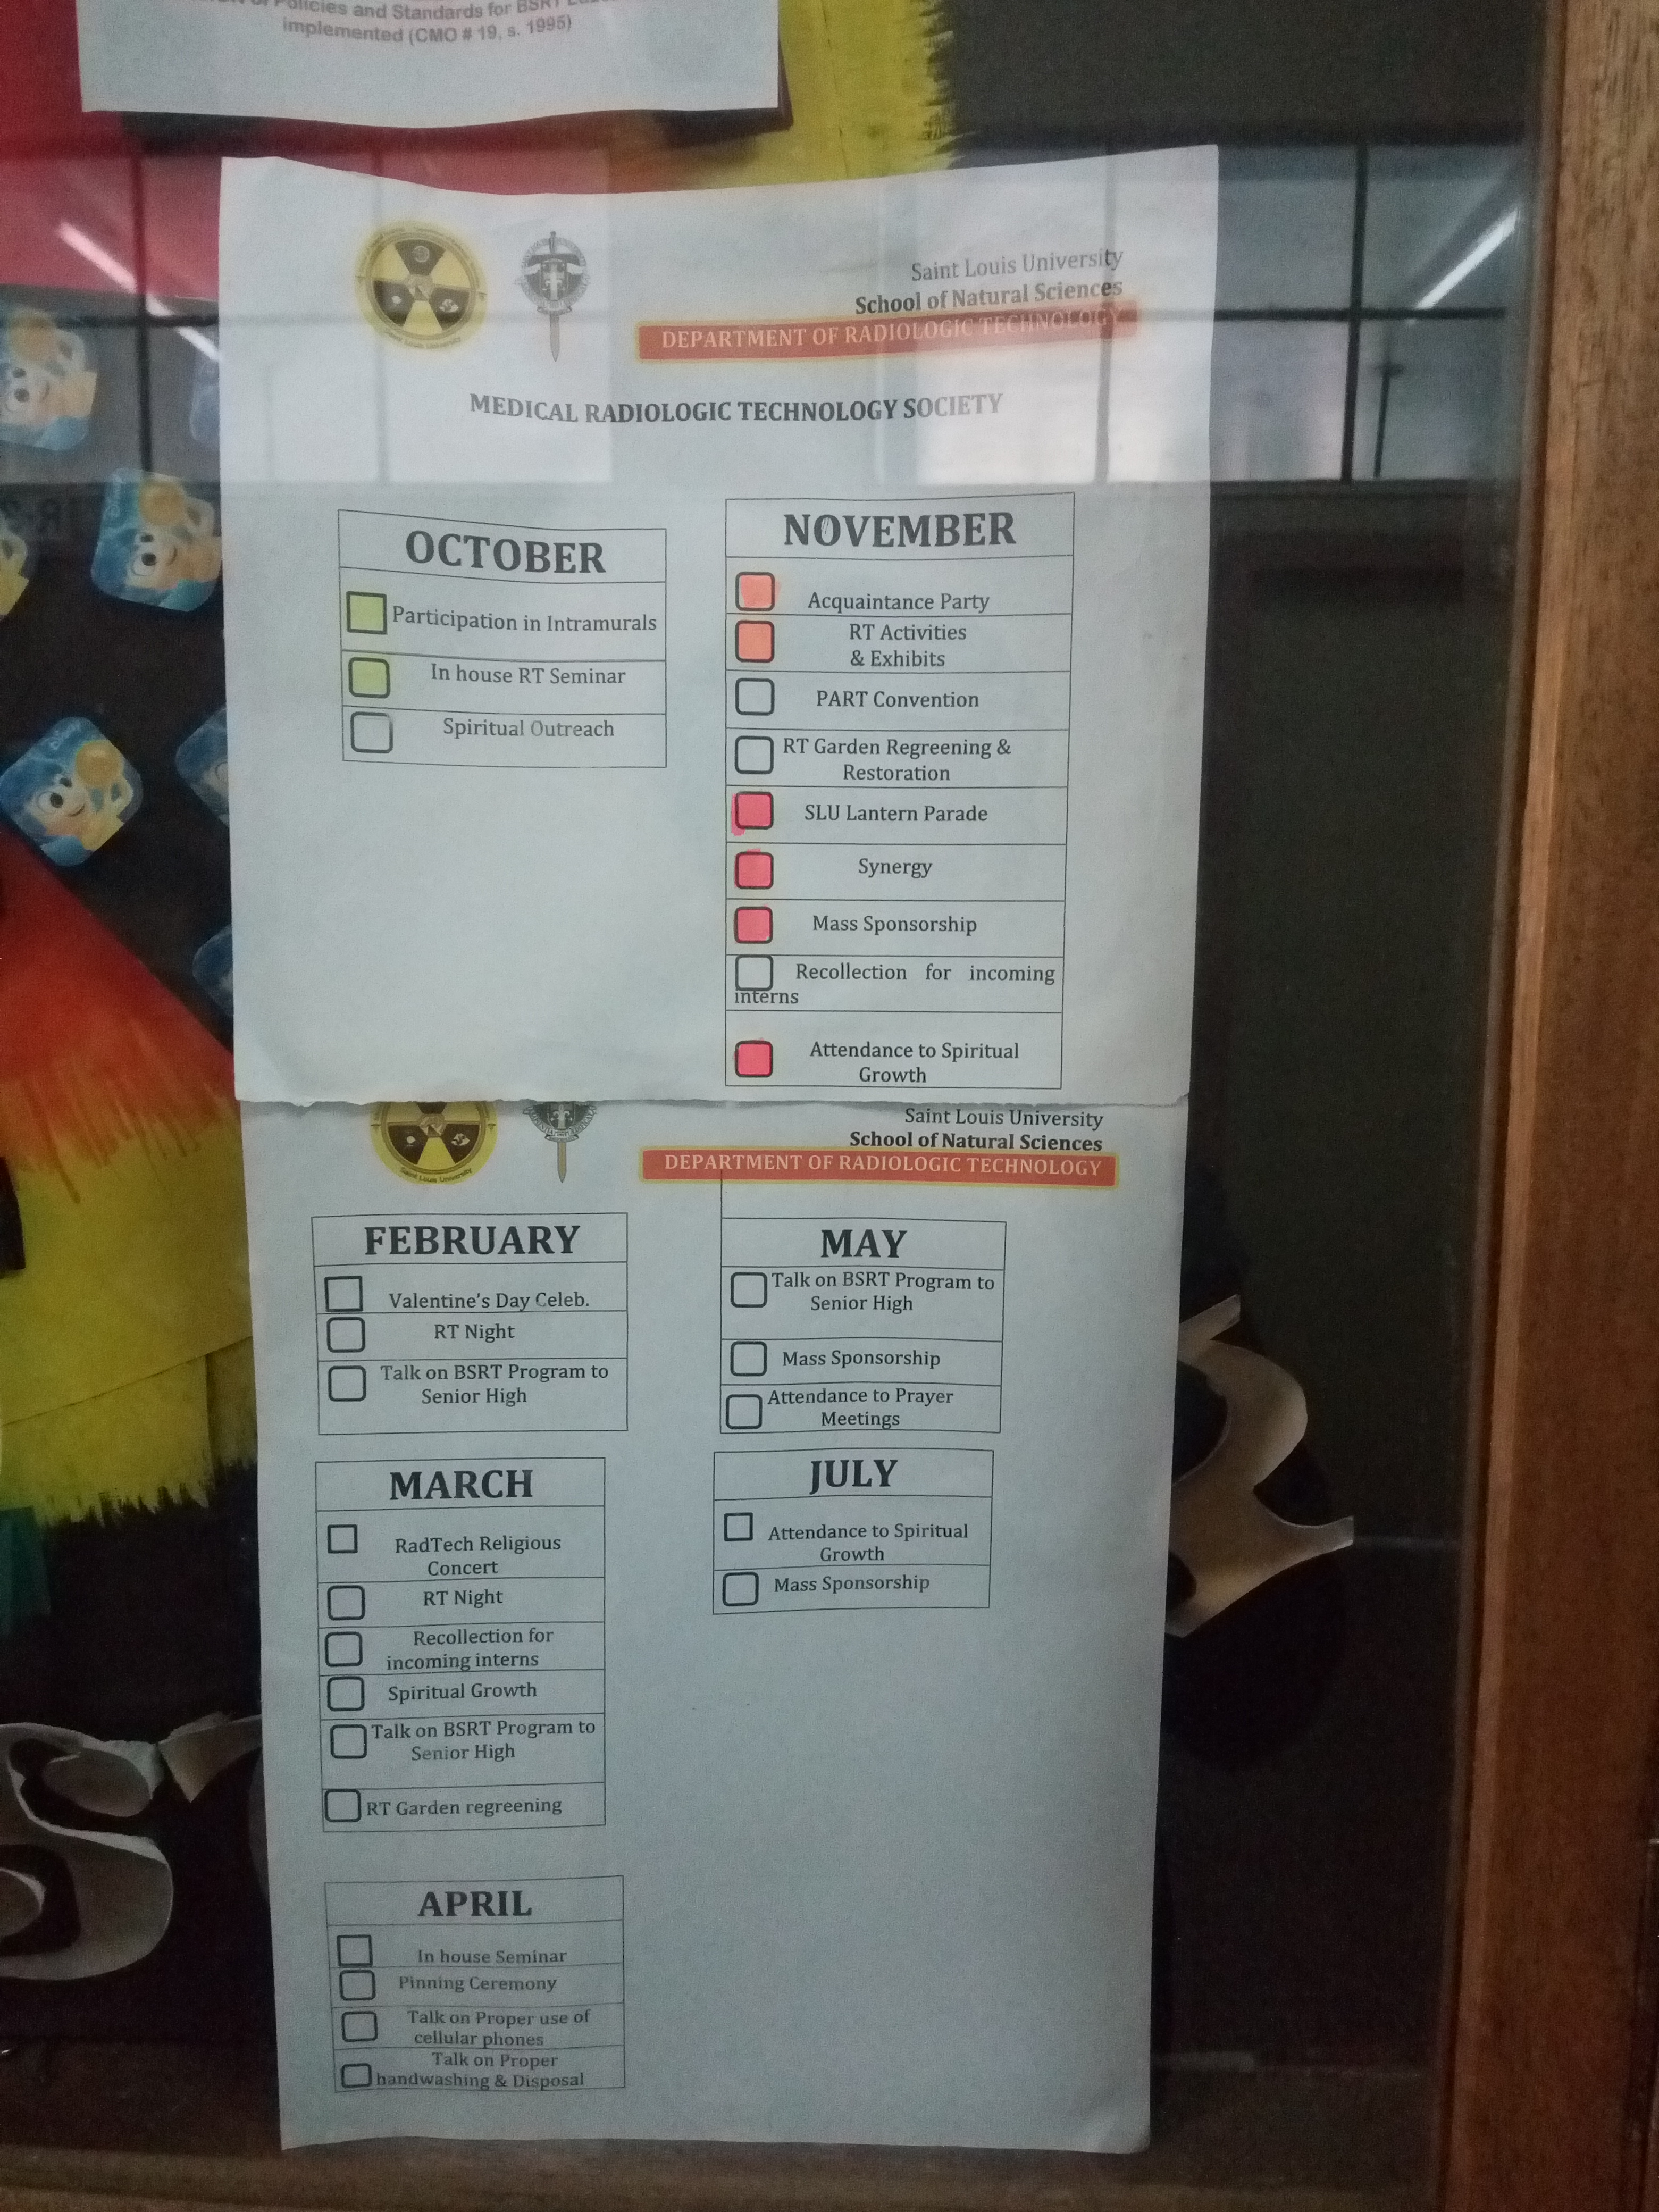 Policies and Standards for BSRT
implemented (CMO # 19, s. 1995)
Saint Louis University
School of Natural Sciences
DEPARTMENT OF RADIOLOGIC TECHNOLOGY
MEDICAL RADIOLOGIC TECHNOLOGY SOCIETY
OCTOBER
Participation in Intramurals
In house RT Seminar
Spiritual Outreach
NOVEMBER
Acquaintance Party
RT Activities
& Exhibits
PART Convention
RT Garden Regreening &
Restoration
SLU Lantern Parade
Synergy
Mass Sponsorship
Recollection for incoming
interns
Attendance to Spiritual
Growth
Saint Louis University
Saint Louis University
School of Natural Sciences
DEPARTMENT OF RADIOLOGIC TECHNOLOGY
FEBRUARY
Valentine's Day Celeb.
RT Night
Talk on BSRT Program to
Senior High
MARCH
RadTech Religious
Concert
RT Night
Recollection for
incoming interns
Spiritual Growth
Talk on BSRT Program to
Senior High
RT Garden regreening
APRIL
In house Seminar
Pinning Ceremony
Talk on Proper use of
cellular phones
Talk on Proper
handwashing & Disposal
MAY
Talk on BSRT Program to
Senior High
Mass Sponsorship
Attendance to Prayer
Meetings
JULY
Attendance to Spiritual
Growth
Mass Sponsorship